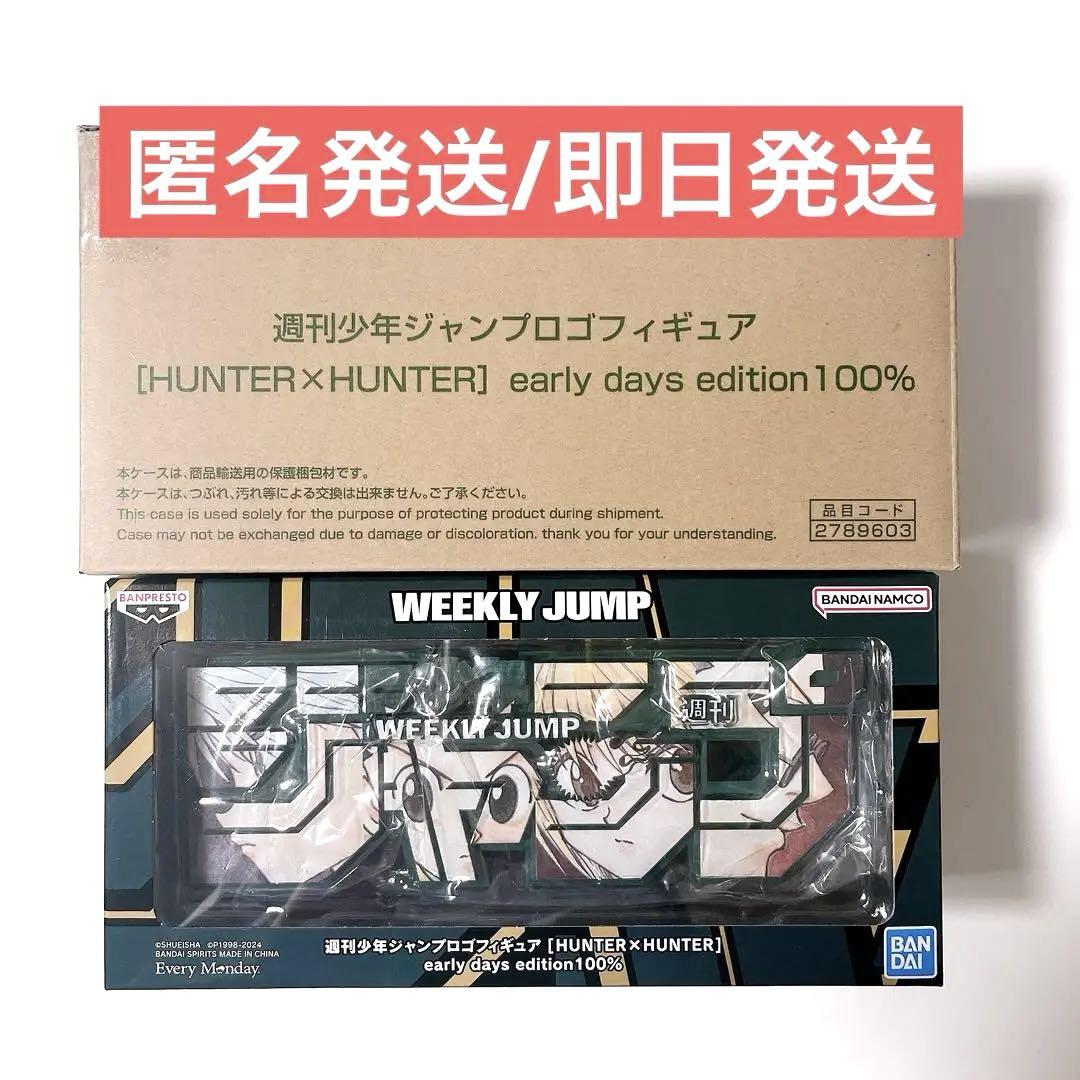 匿名発送/即日発送
週刊少年ジャンプロゴフィギュア
［HUNTER×HUNTER］ early days edition100%
本ケースは、商品輸送用の保護梱包材です。
本ケースは、つぶれ、汚れ等による交換は出来ません。ご了承ください。
This case is used solely for the purpose of protecting product during shipment.
Case may not be exchanged due to damage or discoloration. thank you for your understanding.
品目コード
2789603
BANPRESTO
WEEKLY JUMP
BANDAI NAMCO
ジャンプ
週刊
WEEKLY JUMP
©SHUEISHA ©P1998-2024
BANDAI SPIRITS MADE IN CHINA
Every Monday.
週刊少年ジャンプロゴフィギュア［HUNTER×HUNTER］
early days edition100%
BAN
DAI